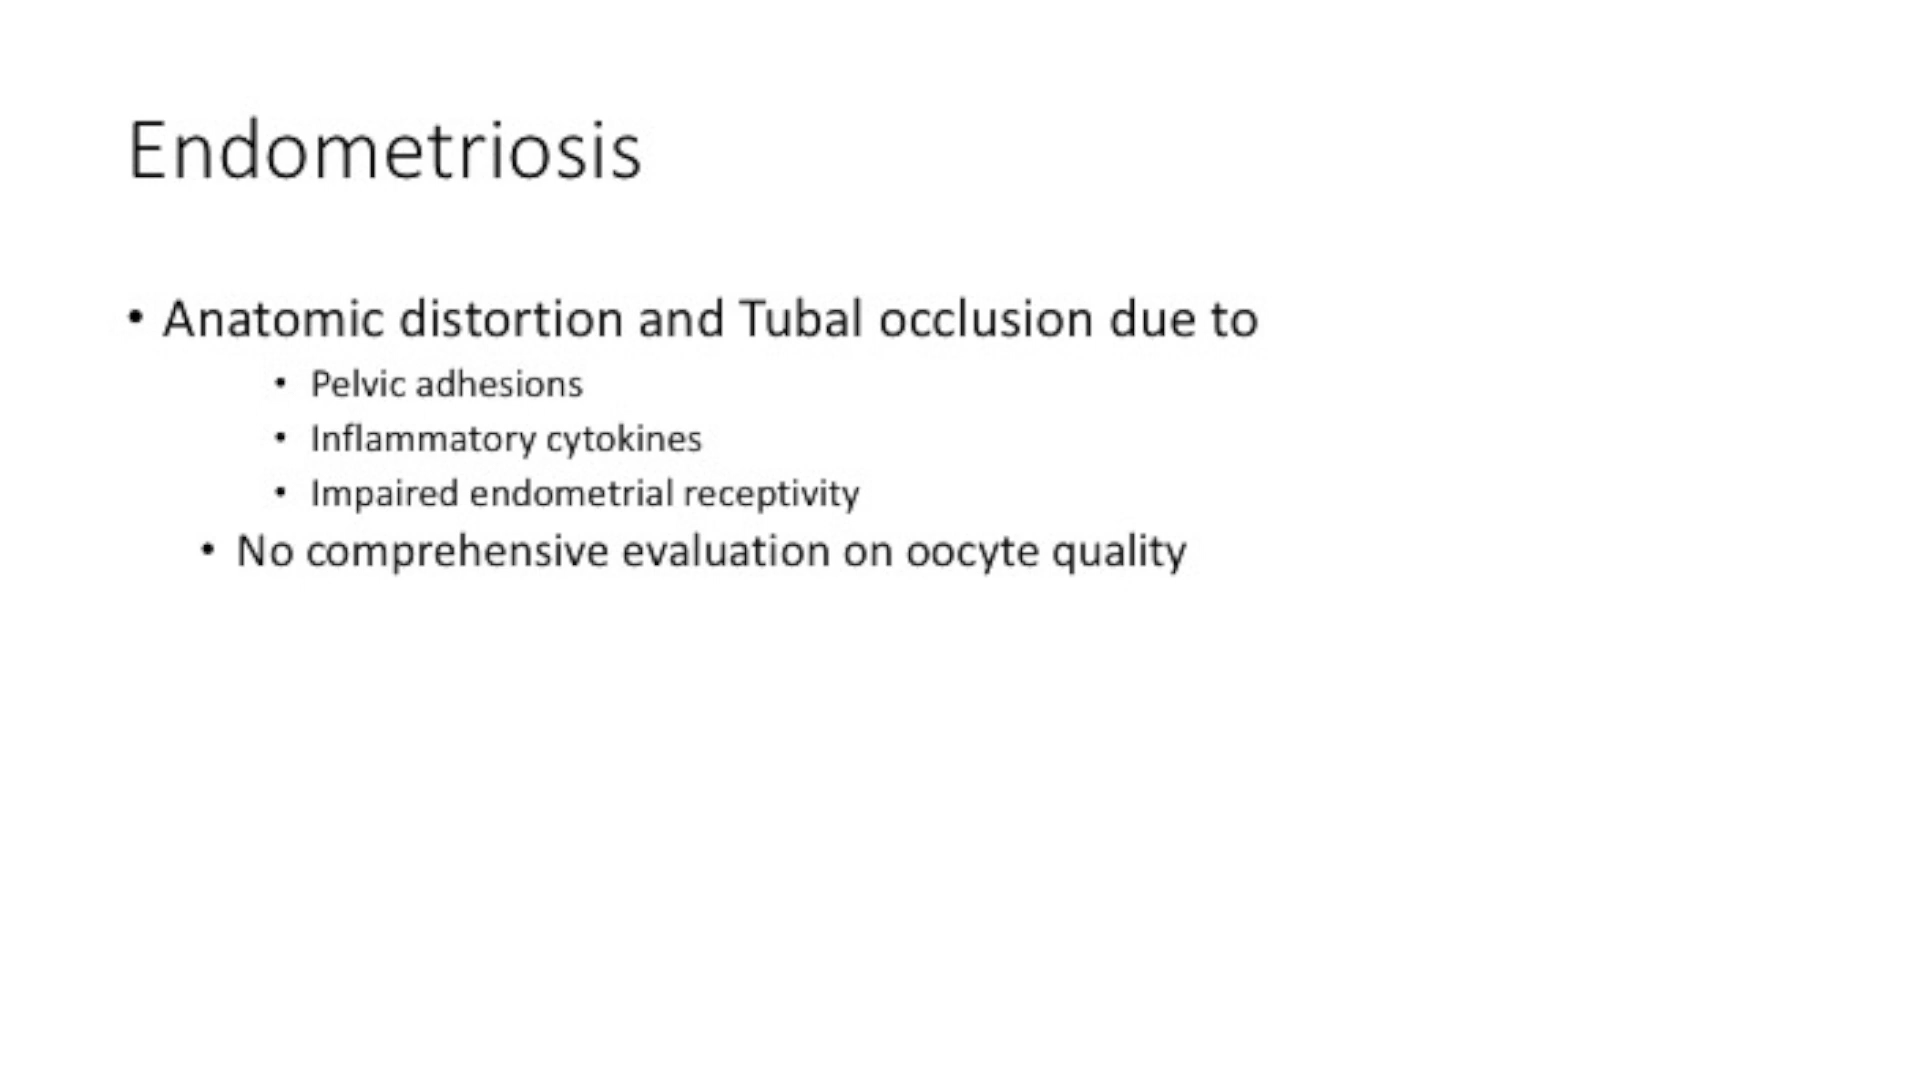 Endometriosis
• Anatomic distortion and Tubal occlusion due to
• Pelvic adhesions
• Inflammatory cytokines
• Impaired endometrial receptivity
• No comprehensive evaluation on oocyte quality